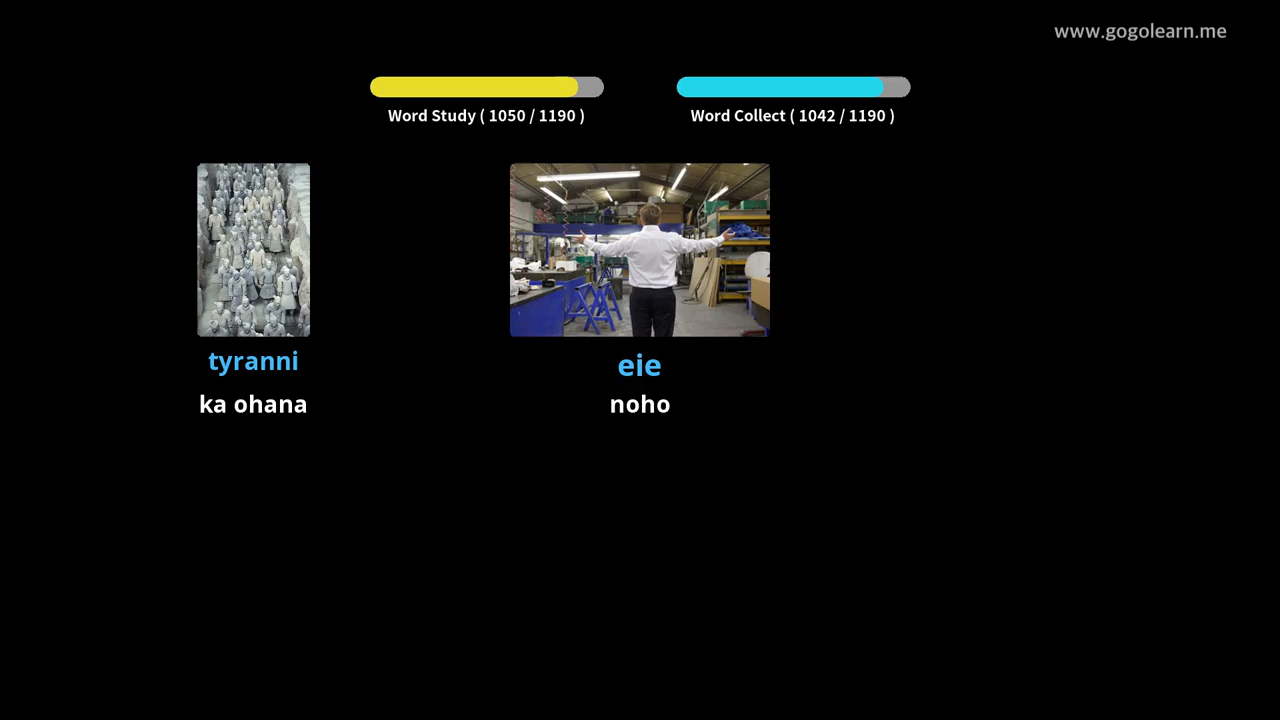 www.gogolearn.me
Word Study ( 1050 / 1190 )
Word Collect ( 1042 / 1190 )
tyranni
eie
ka ohana
noho